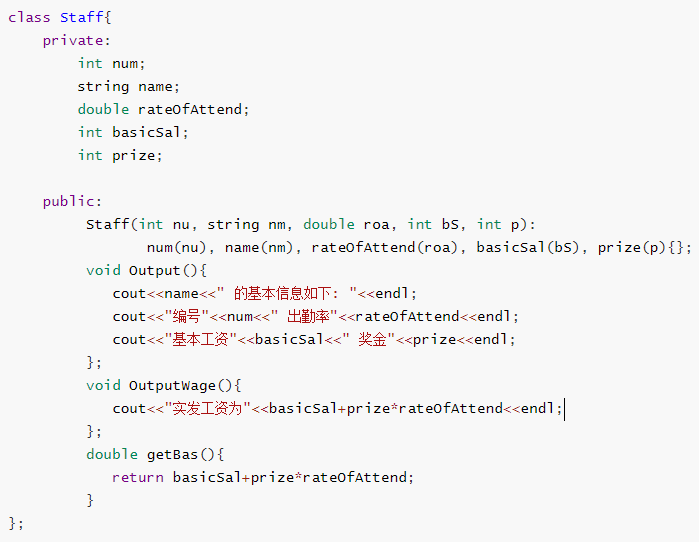 class Staff{
    private:
        int num;
        string name;
        double rateOfAttend;
        int basicSal;
        int prize;

    public:
         Staff(int nu, string nm, double roa, int bS, int p):
                num(nu), name(nm), rateOfAttend(roa), basicSal(bS), prize(p){};
         void Output(){
            cout<<name<<" 的基本信息如下: "<<endl;
            cout<<"编号"<<num<<" 出勤率"<<rateOfAttend<<endl;
            cout<<"基本工资"<<basicSal<<" 奖金"<<prize<<endl;
         };
         void OutputWage(){
            cout<<"实发工资为"<<basicSal+prize*rateOfAttend<<endl;
         };
         double getBas(){
            return basicSal+prize*rateOfAttend;
         }
};